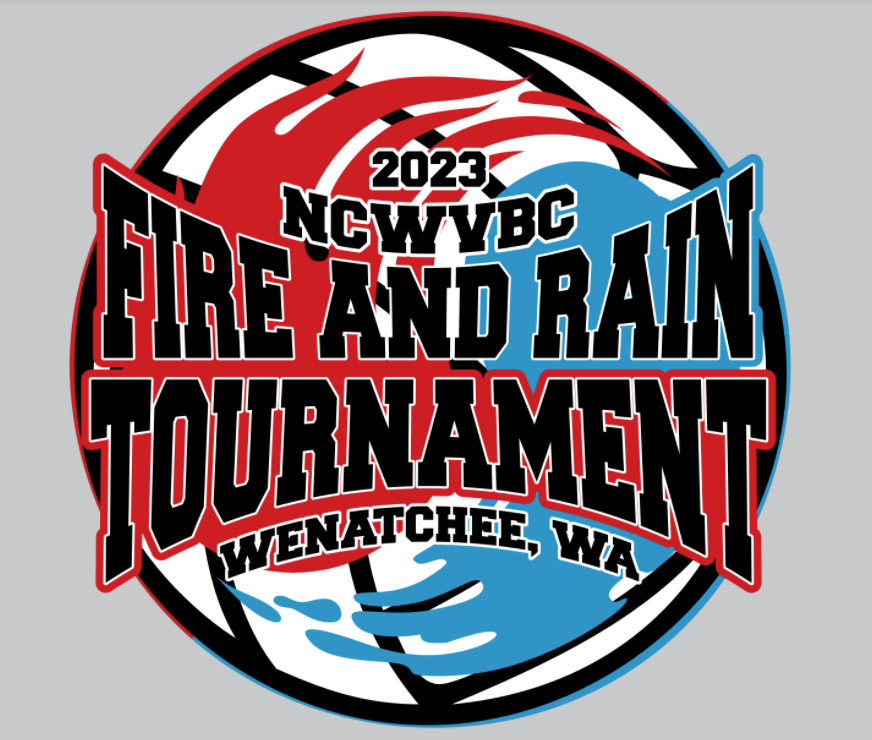 2023
NCWVBC
FIRE AND RAIN
TOURNAMENT
WENATCHEE, WA